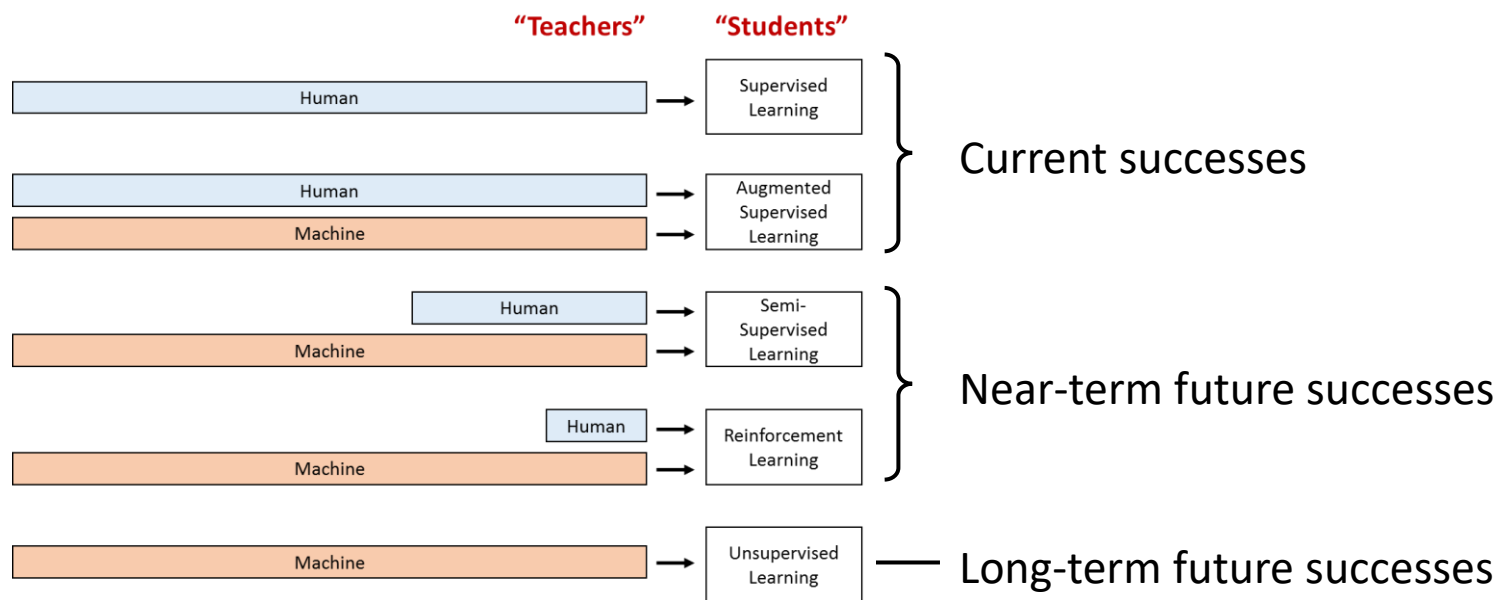 “Teachers” “Students”
Human
Supervised
Learning
Current successes
Human
Machine
Augmented
Supervised
Learning
Human
Machine
Semi-
Supervised
Learning
Near-term future successes
Human
Machine
Reinforcement
Learning
Machine
Unsupervised
Learning
Long-term future successes